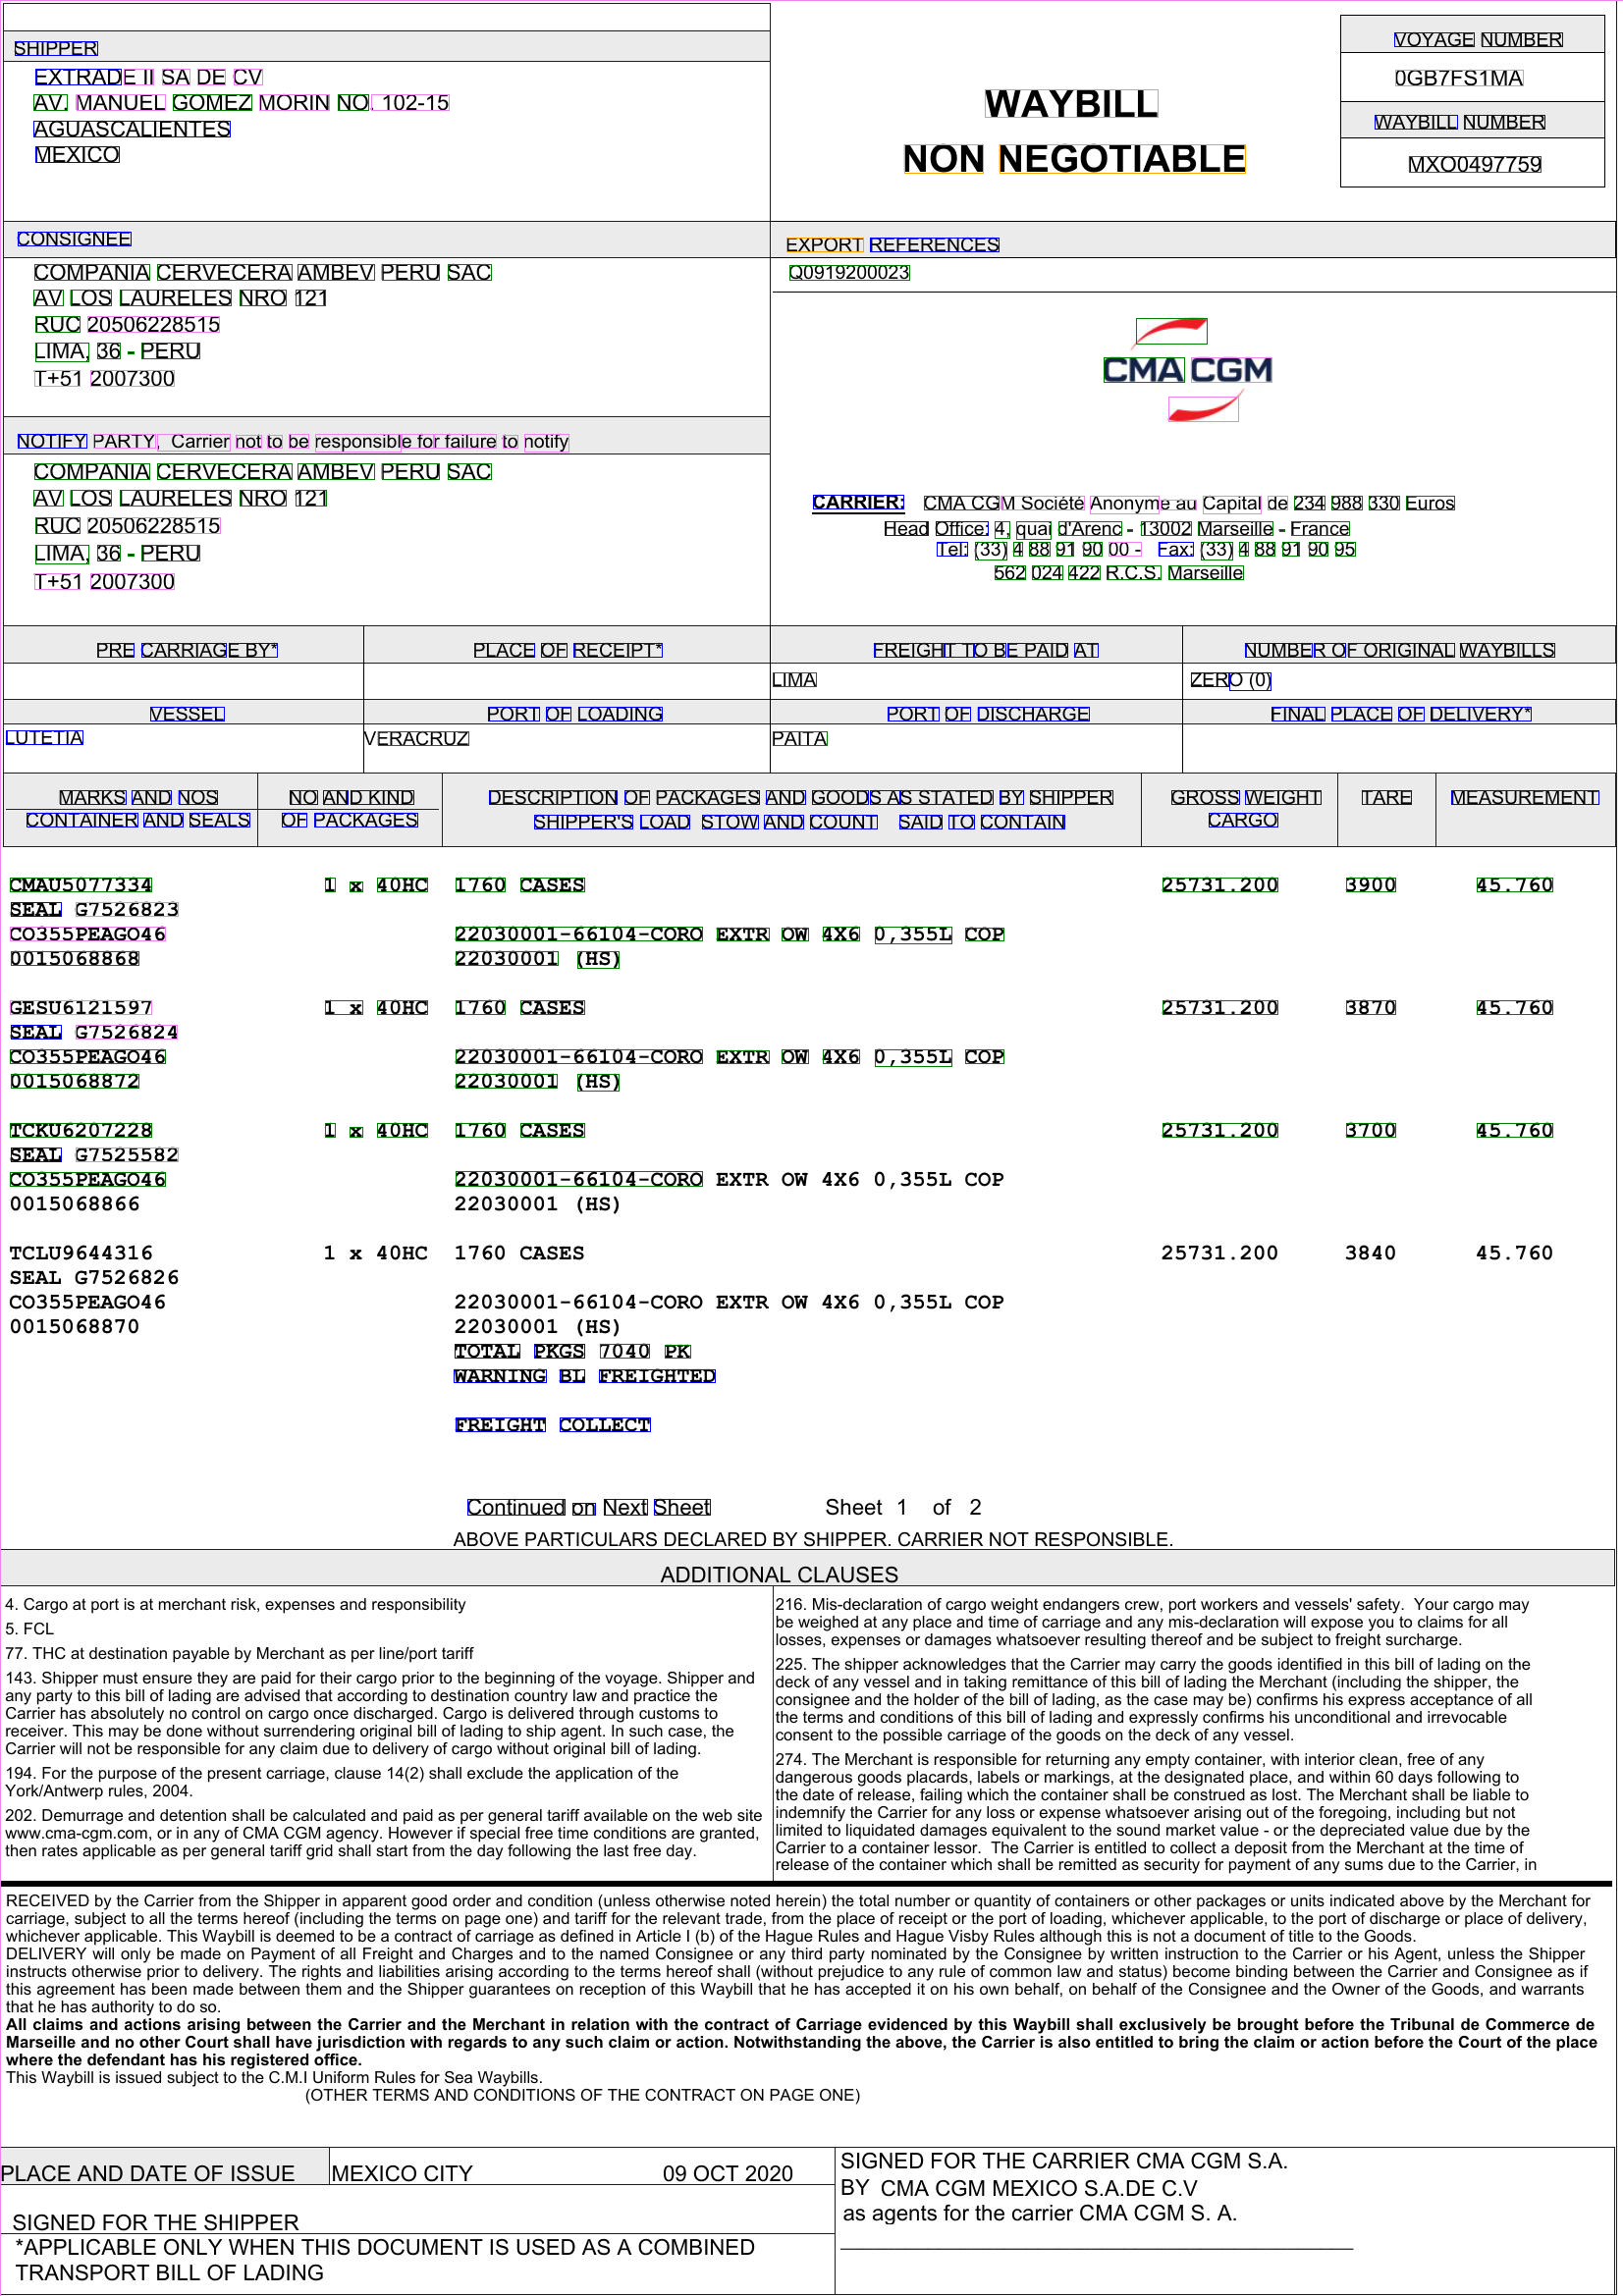 SHIPPER
EXTRADE II SA DE CV
AV. MANUEL GOMEZ MORIN NO. 102-15
AGUASCALIENTES
MEXICO
WAYBILL
NON NEGOTIABLE
VOYAGE NUMBER
0GB7FS1MA
WAYBILL NUMBER
MXO0497759
CONSIGNEE
COMPANIA CERVECERA AMBEV PERU SAC
AV LOS LAURELES NRO 121
RUC 20506228515
LIMA, 36 - PERU
T+51 2007300
EXPORT REFERENCES
Q0919200023
CMA CGM
NOTIFY PARTY, Carrier not to be responsible for failure to notify
COMPANIA CERVECERA AMBEV PERU SAC
AV LOS LAURELES NRO 121
RUC 20506228515
LIMA, 36 - PERU
T+51 2007300
CARRIER: CMA CGM Société Anonyme au Capital de 234 988 330 Euros
Head Office: 4, quai d'Arenc - 13002 Marseille - France
Tel: (33) 4 88 91 90 00 - Fax: (33) 4 88 91 90 95
562 024 422 R.C.S. Marseille
PRE CARRIAGE BY* PLACE OF RECEIPT* FREIGHT TO BE PAID AT NUMBER OF ORIGINAL WAYBILLS
LIMA ZERO (0)
VESSEL PORT OF LOADING PORT OF DISCHARGE FINAL PLACE OF DELIVERY*
LUTETIA VERACRUZ PAITA
MARKS AND NOS NO AND KIND DESCRIPTION OF PACKAGES AND GOODS AS STATED BY SHIPPER GROSS WEIGHT TARE MEASUREMENT
CONTAINER AND SEALS OF PACKAGES SHIPPER'S LOAD STOW AND COUNT SAID TO CONTAIN CARGO
CMAU5077334 1 x 40HC 1760 CASES 25731.200 3900 45.760
SEAL G7526823
CO355PEAGO46 22030001-66104-CORO EXTR OW 4X6 0,355L COP
0015068868 22030001 (HS)
GESU6121597 1 x 40HC 1760 CASES 25731.200 3870 45.760
SEAL G7526824
CO355PEAGO46 22030001-66104-CORO EXTR OW 4X6 0,355L COP
0015068872 22030001 (HS)
TCKU6207228 1 x 40HC 1760 CASES 25731.200 3700 45.760
SEAL G7525582
CO355PEAGO46 22030001-66104-CORO EXTR OW 4X6 0,355L COP
0015068866 22030001 (HS)
TCLU9644316 1 x 40HC 1760 CASES 25731.200 3840 45.760
SEAL G7526826
CO355PEAGO46 22030001-66104-CORO EXTR OW 4X6 0,355L COP
0015068870 22030001 (HS)
TOTAL PKGS 7040 PK
WARNING BL FREIGHTED
FREIGHT COLLECT
Continued on Next Sheet Sheet 1 of 2
ABOVE PARTICULARS DECLARED BY SHIPPER. CARRIER NOT RESPONSIBLE.
ADDITIONAL CLAUSES
4. Cargo at port is at merchant risk, expenses and responsibility
5. FCL
77. THC at destination payable by Merchant as per line/port tariff
143. Shipper must ensure they are paid for their cargo prior to the beginning of the voyage. Shipper and
any party to this bill of lading are advised that according to destination country law and practice the
Carrier has absolutely no control on cargo once discharged. Cargo is delivered through customs to
receiver. This may be done without surrendering original bill of lading to ship agent. In such case, the
Carrier will not be responsible for any claim due to delivery of cargo without original bill of lading.
194. For the purpose of the present carriage, clause 14(2) shall exclude the application of the
York/Antwerp rules, 2004.
202. Demurrage and detention shall be calculated and paid as per general tariff available on the web site
www.cma-cgm.com, or in any of CMA CGM agency. However if special free time conditions are granted,
then rates applicable as per general tariff grid shall start from the day following the last free day.
216. Mis-declaration of cargo weight endangers crew, port workers and vessels' safety. Your cargo may
be weighed at any place and time of carriage and any mis-declaration will expose you to claims for all
losses, expenses or damages whatsoever resulting thereof and be subject to freight surcharge.
225. The shipper acknowledges that the Carrier may carry the goods identified in this bill of lading on the
deck of any vessel and in taking remittance of this bill of lading the Merchant (including the shipper, the
consignee and the holder of the bill of lading, as the case may be) confirms his express acceptance of all
the terms and conditions of this bill of lading and expressly confirms his unconditional and irrevocable
consent to the possible carriage of the goods on the deck of any vessel.
274. The Merchant is responsible for returning any empty container, with interior clean, free of any
dangerous goods placards, labels or markings, at the designated place, and within 60 days following to
the date of release, failing which the container shall be construed as lost. The Merchant shall be liable to
indemnify the Carrier for any loss or expense whatsoever arising out of the foregoing, including but not
limited to liquidated damages equivalent to the sound market value - or the depreciated value due by the
Carrier to a container lessor. The Carrier is entitled to collect a deposit from the Merchant at the time of
release of the container which shall be remitted as security for payment of any sums due to the Carrier, in
RECEIVED by the Carrier from the Shipper in apparent good order and condition (unless otherwise noted herein) the total number or quantity of containers or other packages or units indicated above by the Merchant for
carriage, subject to all the terms hereof (including the terms on page one) and tariff for the relevant trade, from the place of receipt or the port of loading, whichever applicable, to the port of discharge or place of delivery,
whichever applicable. This Waybill is deemed to be a contract of carriage as defined in Article I (b) of the Hague Rules and Hague Visby Rules although this is not a document of title to the Goods.
DELIVERY will only be made on Payment of all Freight and Charges and to the named Consignee or any third party nominated by the Consignee by written instruction to the Carrier or his Agent, unless the Shipper
instructs otherwise prior to delivery. The rights and liabilities arising according to the terms hereof shall (without prejudice to any rule of common law and status) become binding between the Carrier and Consignee as if
this agreement has been made between them and the Shipper guarantees on reception of this Waybill that he has accepted it on his own behalf, on behalf of the Consignee and the Owner of the Goods, and warrants
that he has authority to do so.
All claims and actions arising between the Carrier and the Merchant in relation with the contract of Carriage evidenced by this Waybill shall exclusively be brought before the Tribunal de Commerce de
Marseille and no other Court shall have jurisdiction with regards to any such claim or action. Notwithstanding the above, the Carrier is also entitled to bring the claim or action before the Court of the place
where the defendant has his registered office.
This Waybill is issued subject to the C.M.I Uniform Rules for Sea Waybills.
(OTHER TERMS AND CONDITIONS OF THE CONTRACT ON PAGE ONE)
PLACE AND DATE OF ISSUE MEXICO CITY 09 OCT 2020
SIGNED FOR THE SHIPPER
*APPLICABLE ONLY WHEN THIS DOCUMENT IS USED AS A COMBINED
TRANSPORT BILL OF LADING
SIGNED FOR THE CARRIER CMA CGM S.A.
BY CMA CGM MEXICO S.A.DE C.V
as agents for the carrier CMA CGM S. A.